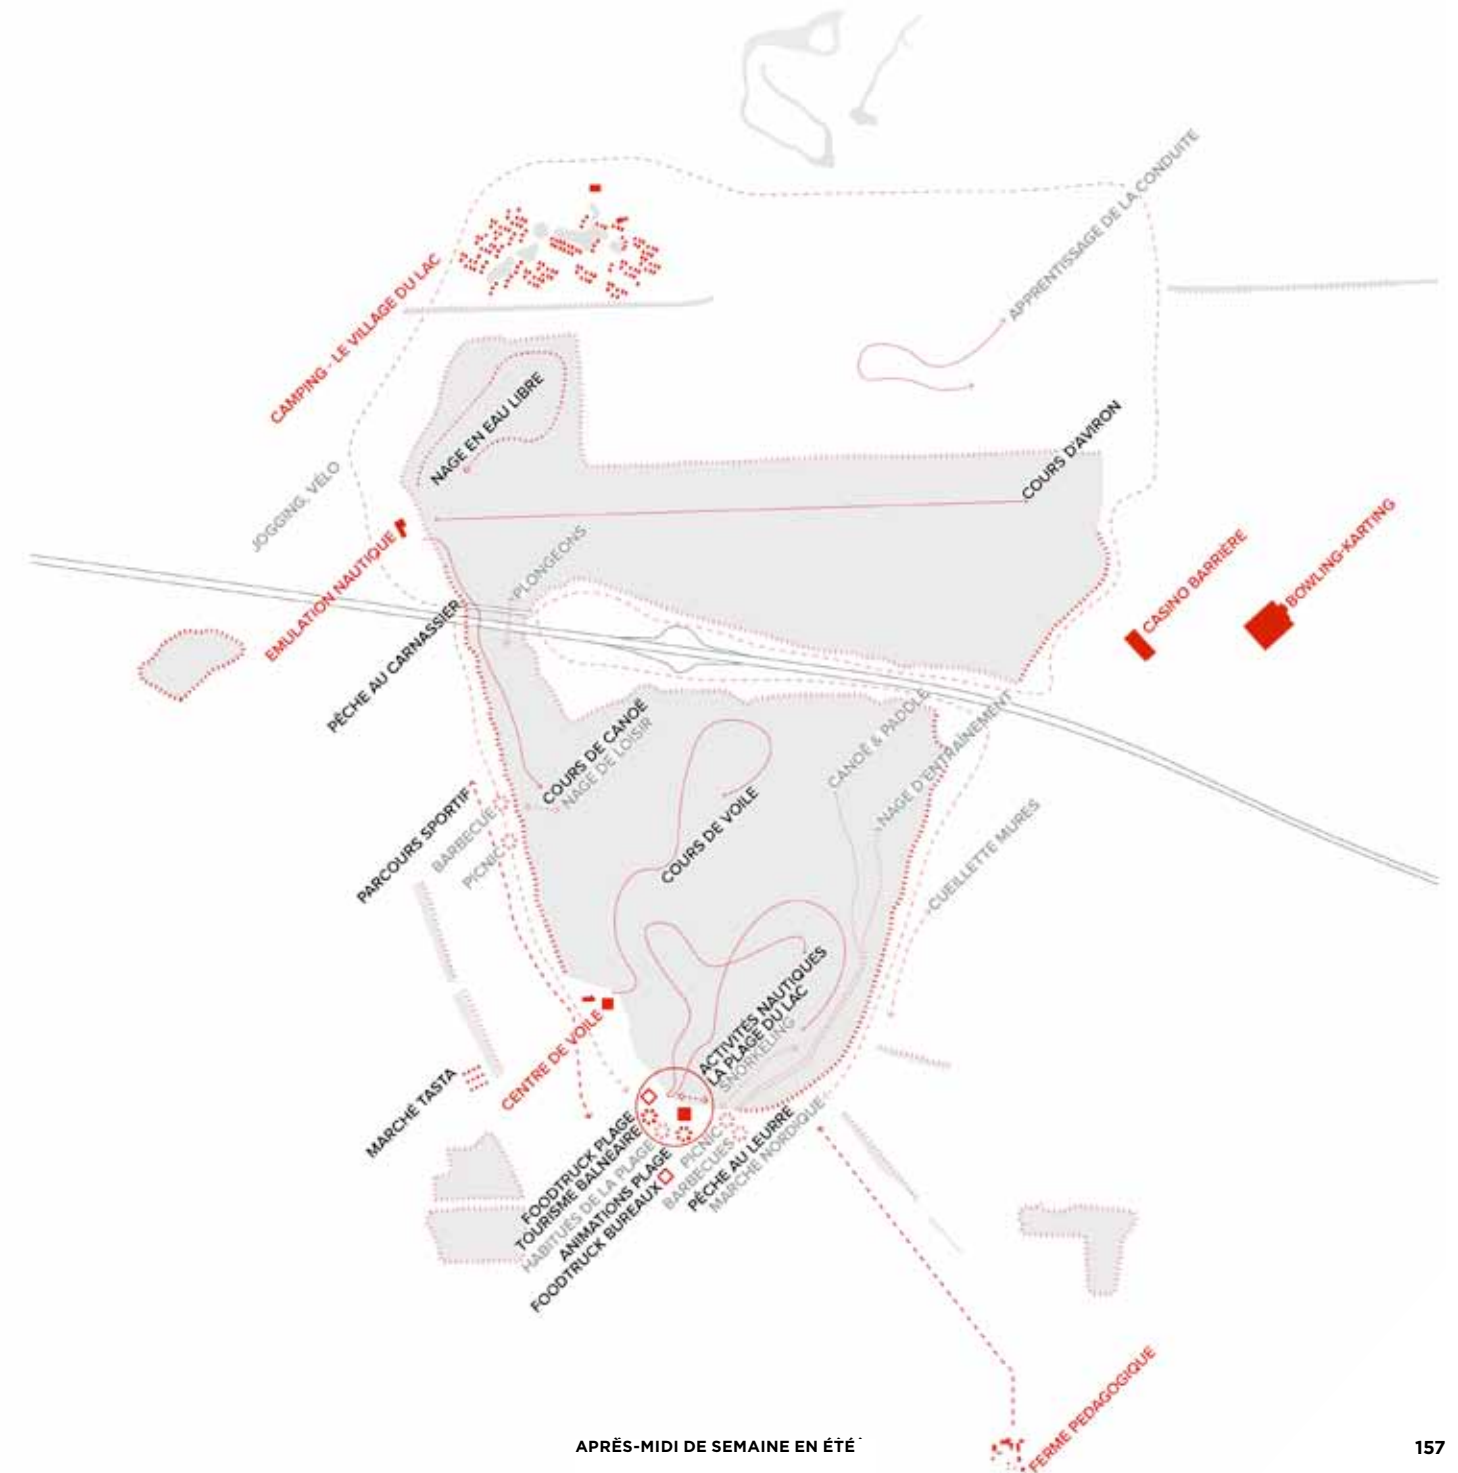 APPRENTISSAGE DE LA CONDUITE
CAMPING - LE VILLAGE DU LAC
NAGE EN EAU LIBRE
COURS D'AVIRON
JOGGING, VÉLO
EMULATION NAUTIQUE
PLONGEONS
CASINO BARRIÈRE
BOWLING-KARTING
PÊCHE AU CARNASSIER
COURS DE CANOË
NAGE DE LOISIR
CANOË & PADDLE
NAGE D'ENTRAÎNEMENT
PARCOURS SPORTIF
BARBECUE
PICNIC
COURS DE VOILE
CUEILLETTE MURES
ACTIVITÉS NAUTIQUES
LA PLAGE DU LAC
SNORKELING
CENTRE DE VOILE
MARCHÉ TASTA
FOODTRUCK PLAGE
TOURISME BALNÉAIRE
HABITUÉS DE LA PLAGE
ANIMATIONS PLAGE
FOODTRUCK BUREAUX
PICNIC
BARBECUES
PÊCHE AU LEURRE
MARCHE NORDIQUE
FERME PEDAGOGIQUE
APRÈS-MIDI DE SEMAINE EN ÉTÉ
157